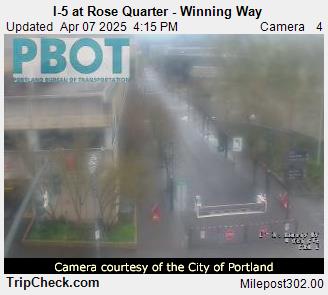 I-5 at Rose Quarter - Winning Way
Updated Apr 07 2025 4:15 PM Camera 4
PBOT
PORTLAND BUREAU OF TRANSPORTATION
Camera courtesy of the City of Portland
TripCheck.com Milepost302.00